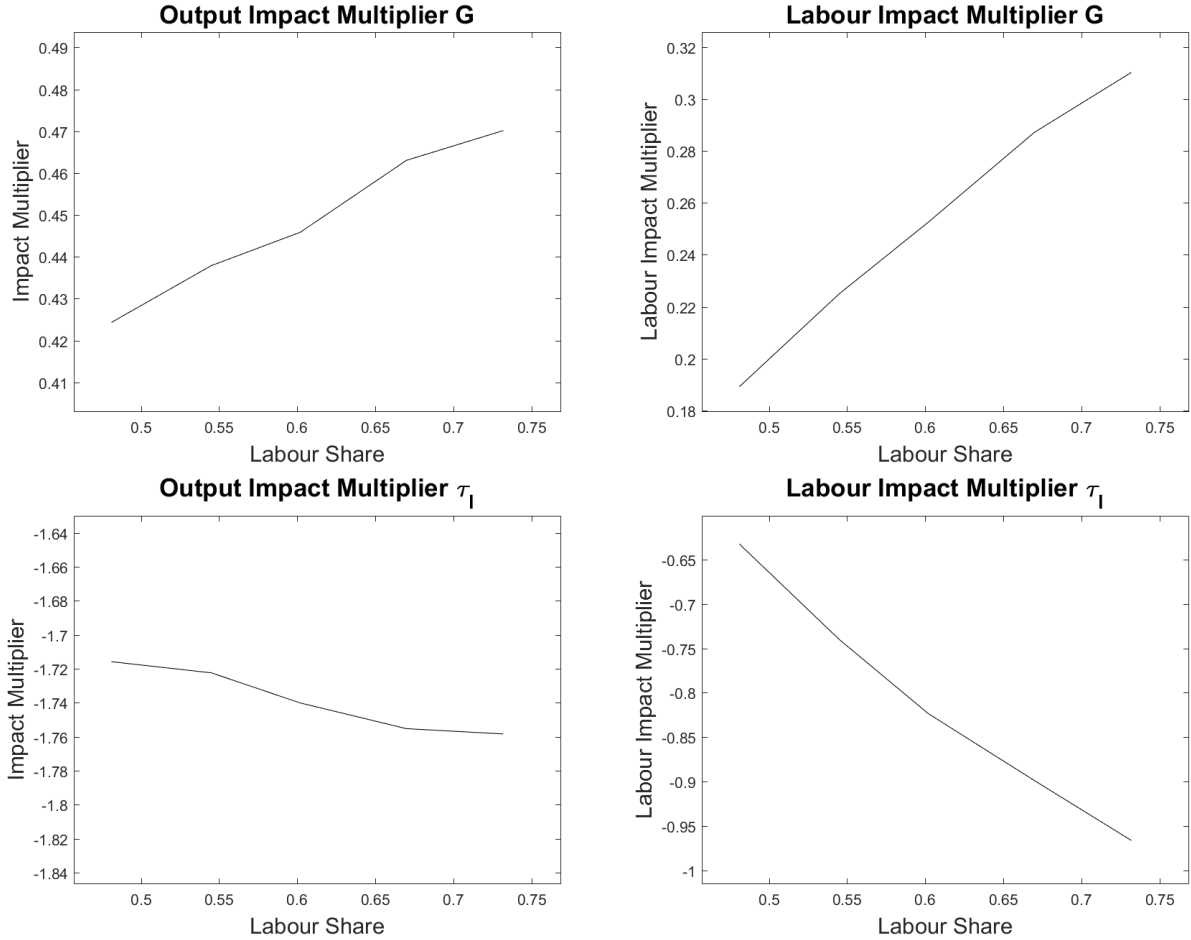 Output Impact Multiplier G
0.49
0.48
0.47
0.46
0.45
0.44
0.43
0.42
0.41
Impact Multiplier
0.5 0.55 0.6 0.65 0.7 0.75
Labour Share
Labour Impact Multiplier G
0.32
0.3
0.28
0.26
0.24
0.22
0.2
0.18
Labour Impact Multiplier
0.5 0.55 0.6 0.65 0.7 0.75
Labour Share
Output Impact Multiplier τ_l
-1.64
-1.66
-1.68
-1.7
-1.72
-1.74
-1.76
-1.78
-1.8
-1.82
-1.84
Impact Multiplier
0.5 0.55 0.6 0.65 0.7 0.75
Labour Share
Labour Impact Multiplier τ_l
-0.65
-0.7
-0.75
-0.8
-0.85
-0.9
-0.95
-1
Labour Impact Multiplier
0.5 0.55 0.6 0.65 0.7 0.75
Labour Share